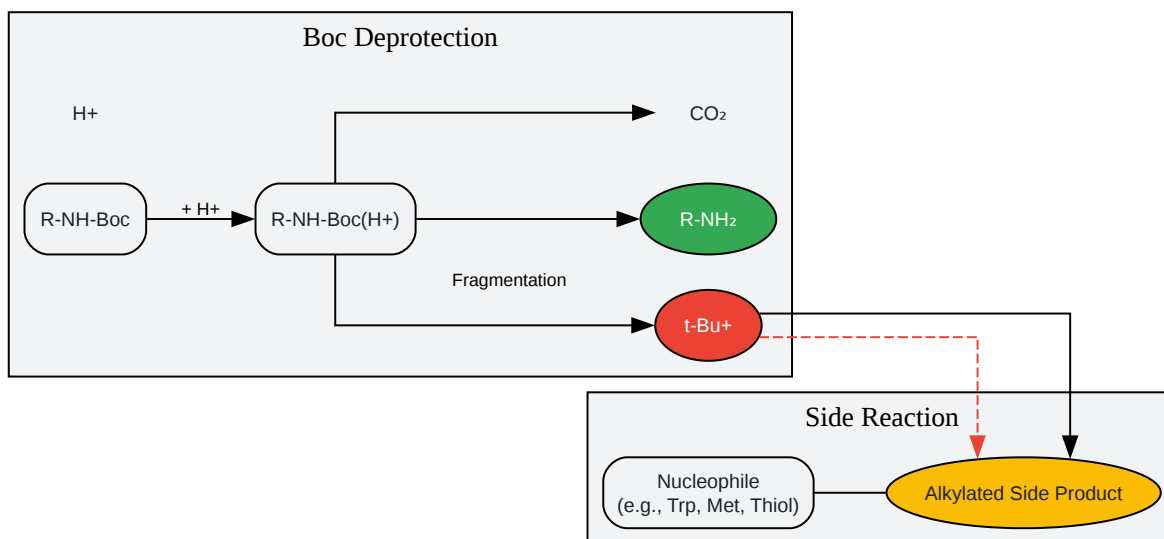 Boc Deprotection
H+
CO₂
R-NH-Boc
+ H+
R-NH-Boc(H+)
R-NH₂
Fragmentation
t-Bu+
Side Reaction
Nucleophile
(e.g., Trp, Met, Thiol)
Alkylated Side Product